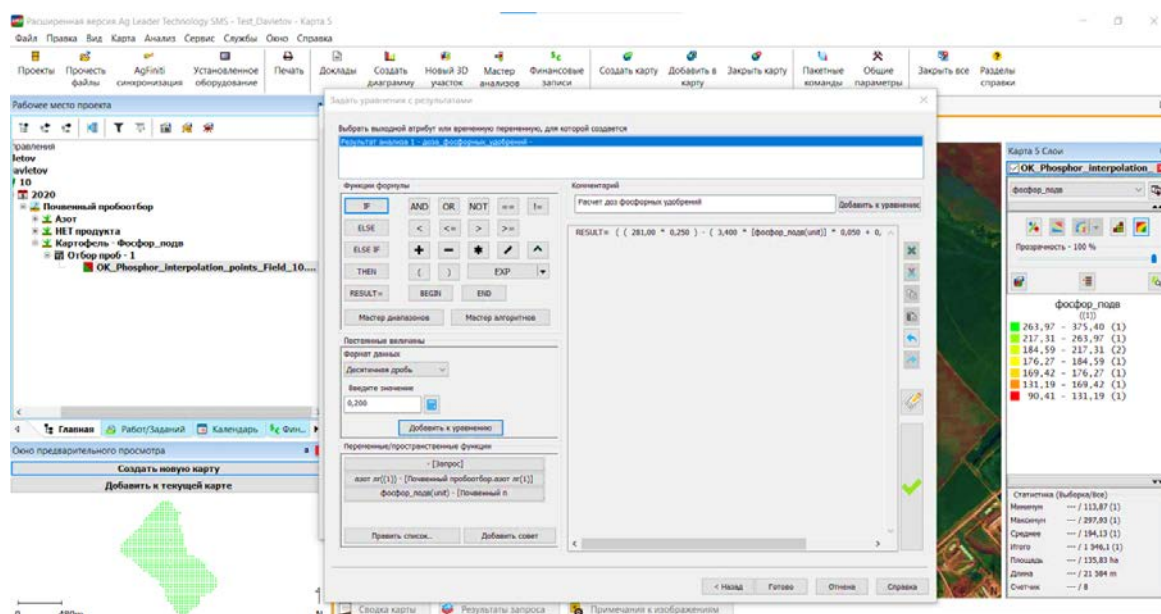 Расширенная версия Ag Leader Technology SMS - Test_Davletov - Карта 5
Файл Правка Вид Карта Анализ Сервис Службы Окно Справка
Проекты Прочесть файлы AgFiniti синхронизация Установленное оборудование Печать Доклады Создать диаграмму Новый 3D участок Мастер анализов Финансовые записи Создать карту Добавить в карту Закрыть карту Пакетные команды Общие параметры Закрыть все Разделы справки
Рабочее место проекта
правления
letov
avletov
10
2020
Почвенный пробоотбор
Азот
НЕТ продукта
Картофель - Фосфор_подв
Отбор проб - 1
OK_Phosphor_interpolation_points_Field_10....
Главная Работ/Заданий Календарь Фин...
Окно предварительного просмотра
Создать новую карту
Добавить к текущей карте
480m
Задать уравнения с результатами
Выбрать выходной атрибут или временную переменную, для которой создается
Результат анализа 1 - доза_фосфорных_удобрений -
Функции формулы
IF AND OR NOT == !=
ELSE < <= > >=
ELSE IF + - * / ^
THEN ( ) EXP
RESULT= BEGIN END
Мастер диапазонов Мастер алгоритмов
Постоянные величины
Формат данных
Десятичная дробь
Введите значение
0,200
Добавить к уравнению
Переменные/пространственные функции
- [Запрос]
азот лг((1)) - [Почвенный пробоотбор.азот лг(1)]
фосфор_подв(unit) - [Почвенный п
Править список... Добавить совет
Комментарий
Расчет доз фосфорных удобрений
Добавить к уравнению
RESULT= ( ( 281,00 * 0,250 ) - ( 3,400 * [фосфор_подв(unit)] * 0,050 + 0,
< Назад Готово Отмена Справка
Карта 5 Слои
OK_Phosphor_interpolation_
фосфор_подв
Прозрачность - 100 %
фосфор_подв
((1))
263,97 - 375,40 (1)
217,31 - 263,97 (1)
184,59 - 217,31 (2)
176,27 - 184,59 (1)
169,42 - 176,27 (1)
131,19 - 169,42 (1)
90,41 - 131,19 (1)
Статистика (Выборка/Все)
Минимум --- / 113,87 (1)
Максимум --- / 297,93 (1)
Среднее --- / 194,13 (1)
Итого --- / 1 546,1 (1)
Площадь --- / 135,83 ha
Длина --- / 21 584 m
Счетчик --- / 8
Сводка карты Результаты запроса Примечания к изображениям